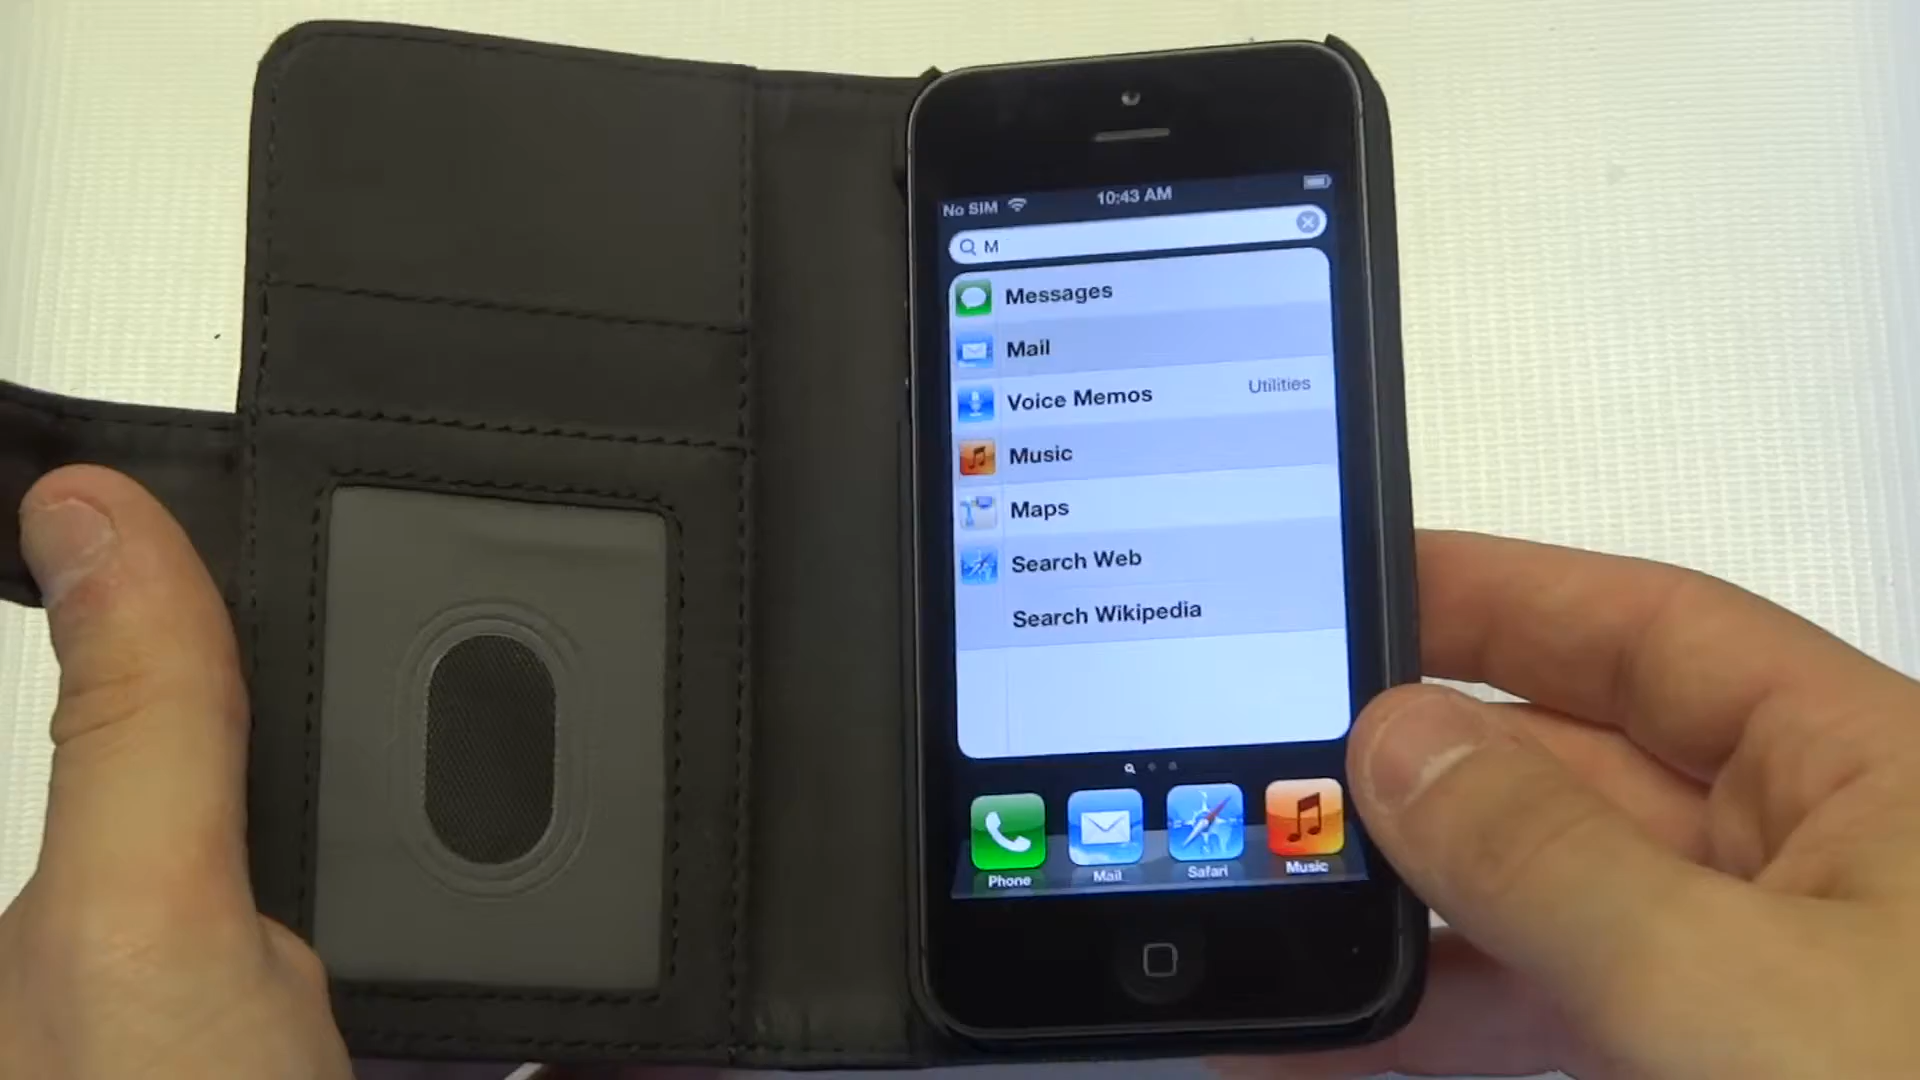 No SIM 10:43 AM
M
Messages
Mail
Voice Memos Utilities
Music
Maps
Search Web
Search Wikipedia
Phone Mail Safari Music